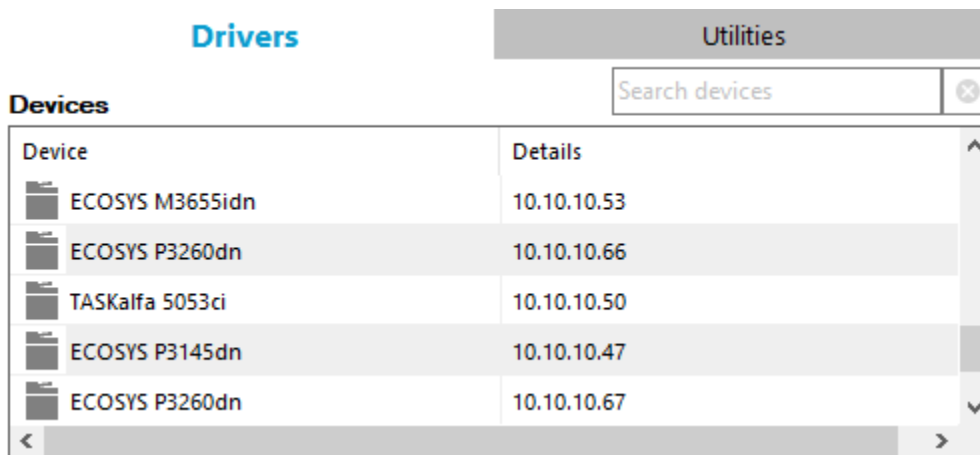 Drivers Utilities
Devices Search devices
Device Details
ECOSYS M3655idn 10.10.10.53
ECOSYS P3260dn 10.10.10.66
TASKalfa 5053ci 10.10.10.50
ECOSYS P3145dn 10.10.10.47
ECOSYS P3260dn 10.10.10.67